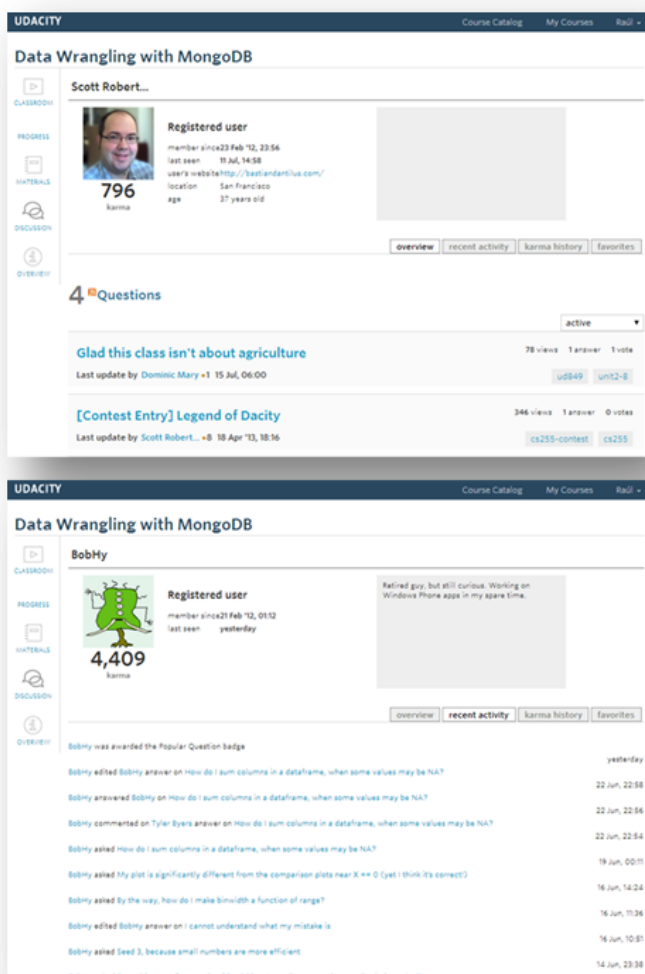 UDACITY Course Catalog My Courses Raúl
Data Wrangling with MongoDB
CLASSROOM
PROGRESS
MATERIALS
DISCUSSION
OVERVIEW
Scott Robert...
Registered user
member since 23 Feb '12, 23:56
last seen 11 Jul, 14:58
user's website http://bestiandentilus.com/
location San Francisco
age 37 years old
796
karma
overview recent activity karma history favorites
4 Questions
active
Glad this class isn't about agriculture 78 views 1 answer 1 vote
Last update by Dominic Mary •1 15 Jul, 06:00 ud849 unit2-8
[Contest Entry] Legend of Dacity 346 views 1 answer 0 votes
Last update by Scott Robert... •8 18 Apr '13, 18:16 cs255-contest cs255
UDACITY Course Catalog My Courses Raúl
Data Wrangling with MongoDB
CLASSROOM
PROGRESS
MATERIALS
DISCUSSION
OVERVIEW
BobHy
Registered user
member since 21 Feb '12, 01:12
last seen yesterday
4,409
karma
Retired guy, but still curious. Working on
Windows Phone apps in my spare time.
overview recent activity karma history favorites
BobHy was awarded the Popular Question badge
yesterday
BobHy edited BobHy answer on How do I sum columns in a dataframe, when some values may be NA?
22 Jun, 22:58
BobHy answered BobHy on How do I sum columns in a dataframe, when some values may be NA?
22 Jun, 22:56
BobHy commented on Tyler Byers answer on How do I sum columns in a dataframe, when some values may be NA?
22 Jun, 22:54
BobHy asked How do I sum columns in a dataframe, when some values may be NA?
19 Jun, 00:11
BobHy asked My plot is significantly different from the comparison plots near X == 0 (yet I think it's correct!)
16 Jun, 14:24
BobHy asked By the way, how do I make binwidth a function of range?
16 Jun, 11:36
BobHy edited BobHy answer on I cannot understand what my mistake is
16 Jun, 10:51
BobHy asked Seed 3, because small numbers are more efficient
14 Jun, 23:38